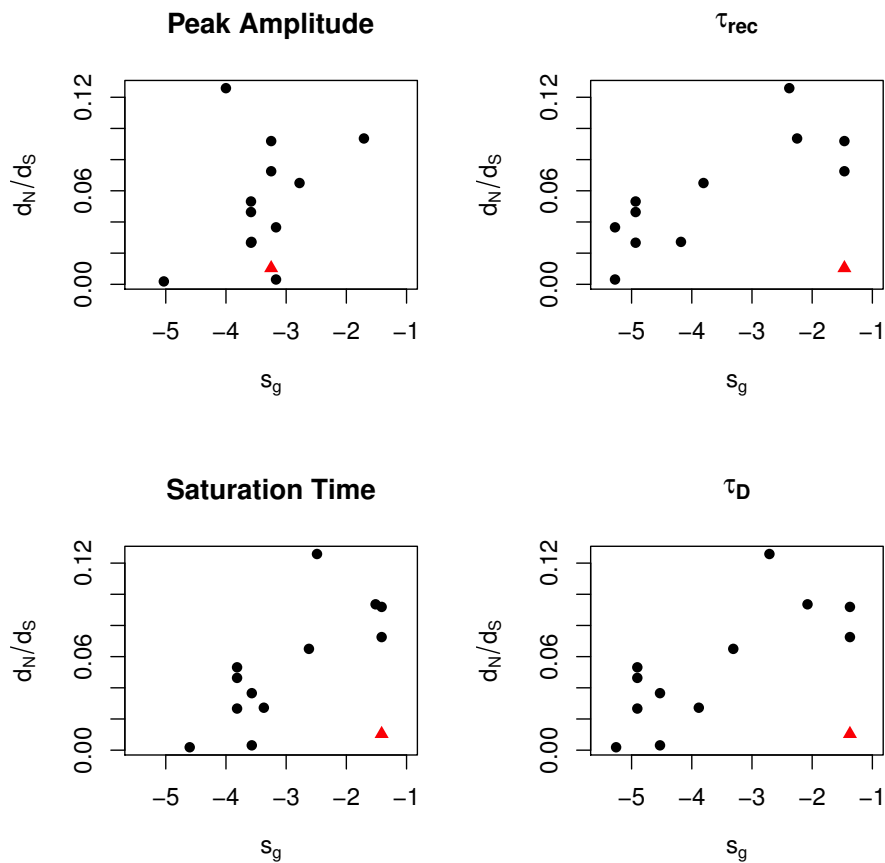 Peak Amplitude
0.00 0.06 0.12
dN/dS
−5 −4 −3 −2 −1
sg
τrec
0.00 0.06 0.12
dN/dS
−5 −4 −3 −2 −1
sg
Saturation Time
0.00 0.06 0.12
dN/dS
−5 −4 −3 −2 −1
sg
τD
0.00 0.06 0.12
dN/dS
−5 −4 −3 −2 −1
sg